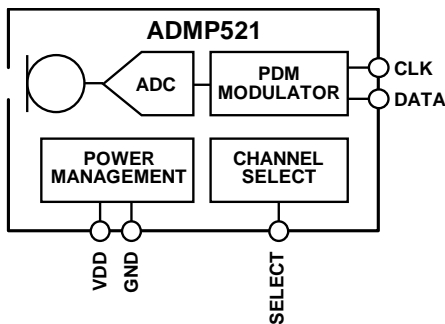 ADMP521
ADC
PDM
MODULATOR
CLK
DATA
POWER
MANAGEMENT
CHANNEL
SELECT
VDD
GND
SELECT